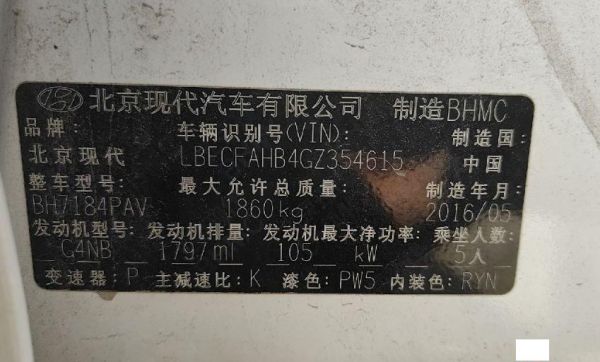 北京现代汽车有限公司 制造BHMC
品牌: 车辆识别号(VIN): 制造国:
北京现代 LBECFAHB4GZ354615 中国
整车型号: 最大允许总质量: 制造年月:
BH7184PAV 1860kg 2016/05
发动机型号: 发动机排量: 发动机最大净功率: 乘坐人数:
G4NB 1797ml 105 kW 5人
变速器: P 主减速比: K 漆色: PW5 内装色: RYN